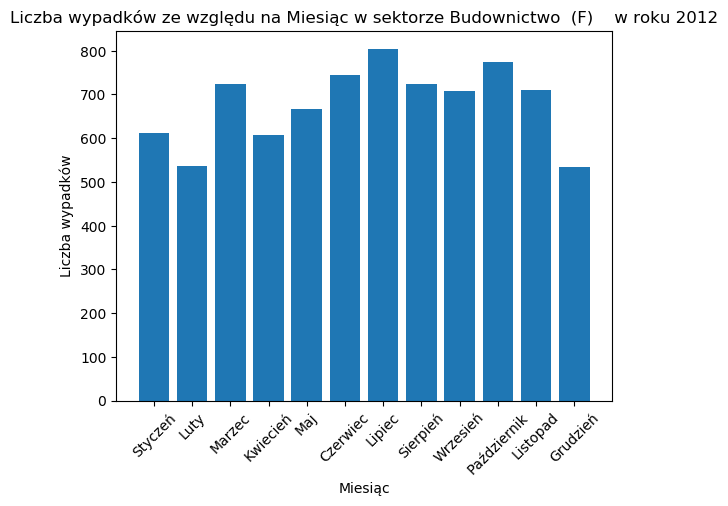 Liczba wypadków ze względu na Miesiąc w sektorze Budownictwo  (F)    w roku 2012
Liczba wypadków
800
700
600
500
400
300
200
100
0
Styczeń
Luty
Marzec
Kwiecień
Maj
Czerwiec
Lipiec
Sierpień
Wrzesień
Październik
Listopad
Grudzień
Miesiąc